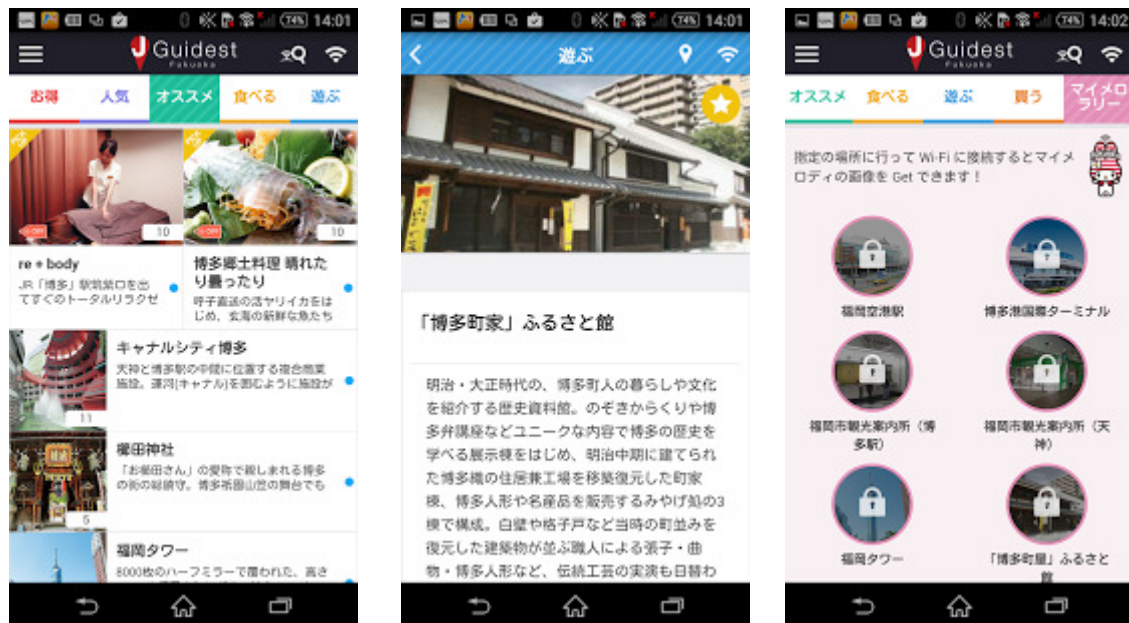 74% 14:01
J Guidest
Fukuoka
お得 人気 オススメ 食べる 遊ぶ
10
10
re+body
JR「博多」駅筑紫口を出
てすぐのトータルリラクゼ
博多郷土料理 晴れた
り曇ったり
呼子直送の活ヤリイカをは
じめ、玄海の新鮮な魚たち
キャナルシティ博多
天神と博多駅の中間に位置する複合商業
施設。運河(キャナル)を囲むように施設が
11
櫛田神社
「お櫛田さん」の愛称で親しまれる博多
の街の総鎮守。博多祇園山笠の舞台でも
5
福岡タワー
8000枚のハーフミラーで覆われた、高さ
74% 14:01
遊ぶ
「博多町家」ふるさと館
明治・大正時代の、博多町人の暮らしや文化
を紹介する歴史資料館。のぞきからくりや博
多弁講座などユニークな内容で博多の歴史を
学べる展示棟をはじめ、明治中期に建てられ
た博多織の住居兼工場を移築復元した町家
棟、博多人形や名産品を販売するみやげ処の3
棟で構成。白壁や格子戸など当時の町並みを
復元した建築物が並ぶ職人による張子・曲
物・博多人形など、伝統工芸の実演も日替わ
74% 14:02
J Guidest
Fukuoka
オススメ 食べる 遊ぶ 買う マイメロ
ラリー
指定の場所に行って Wi-Fi に接続するとマイメ
ロディの画像を Get できます!
福岡空港駅
博多港国際ターミナル
福岡市観光案内所(博
多駅)
福岡市観光案内所(天
神)
福岡タワー
「博多町屋」ふるさと
館